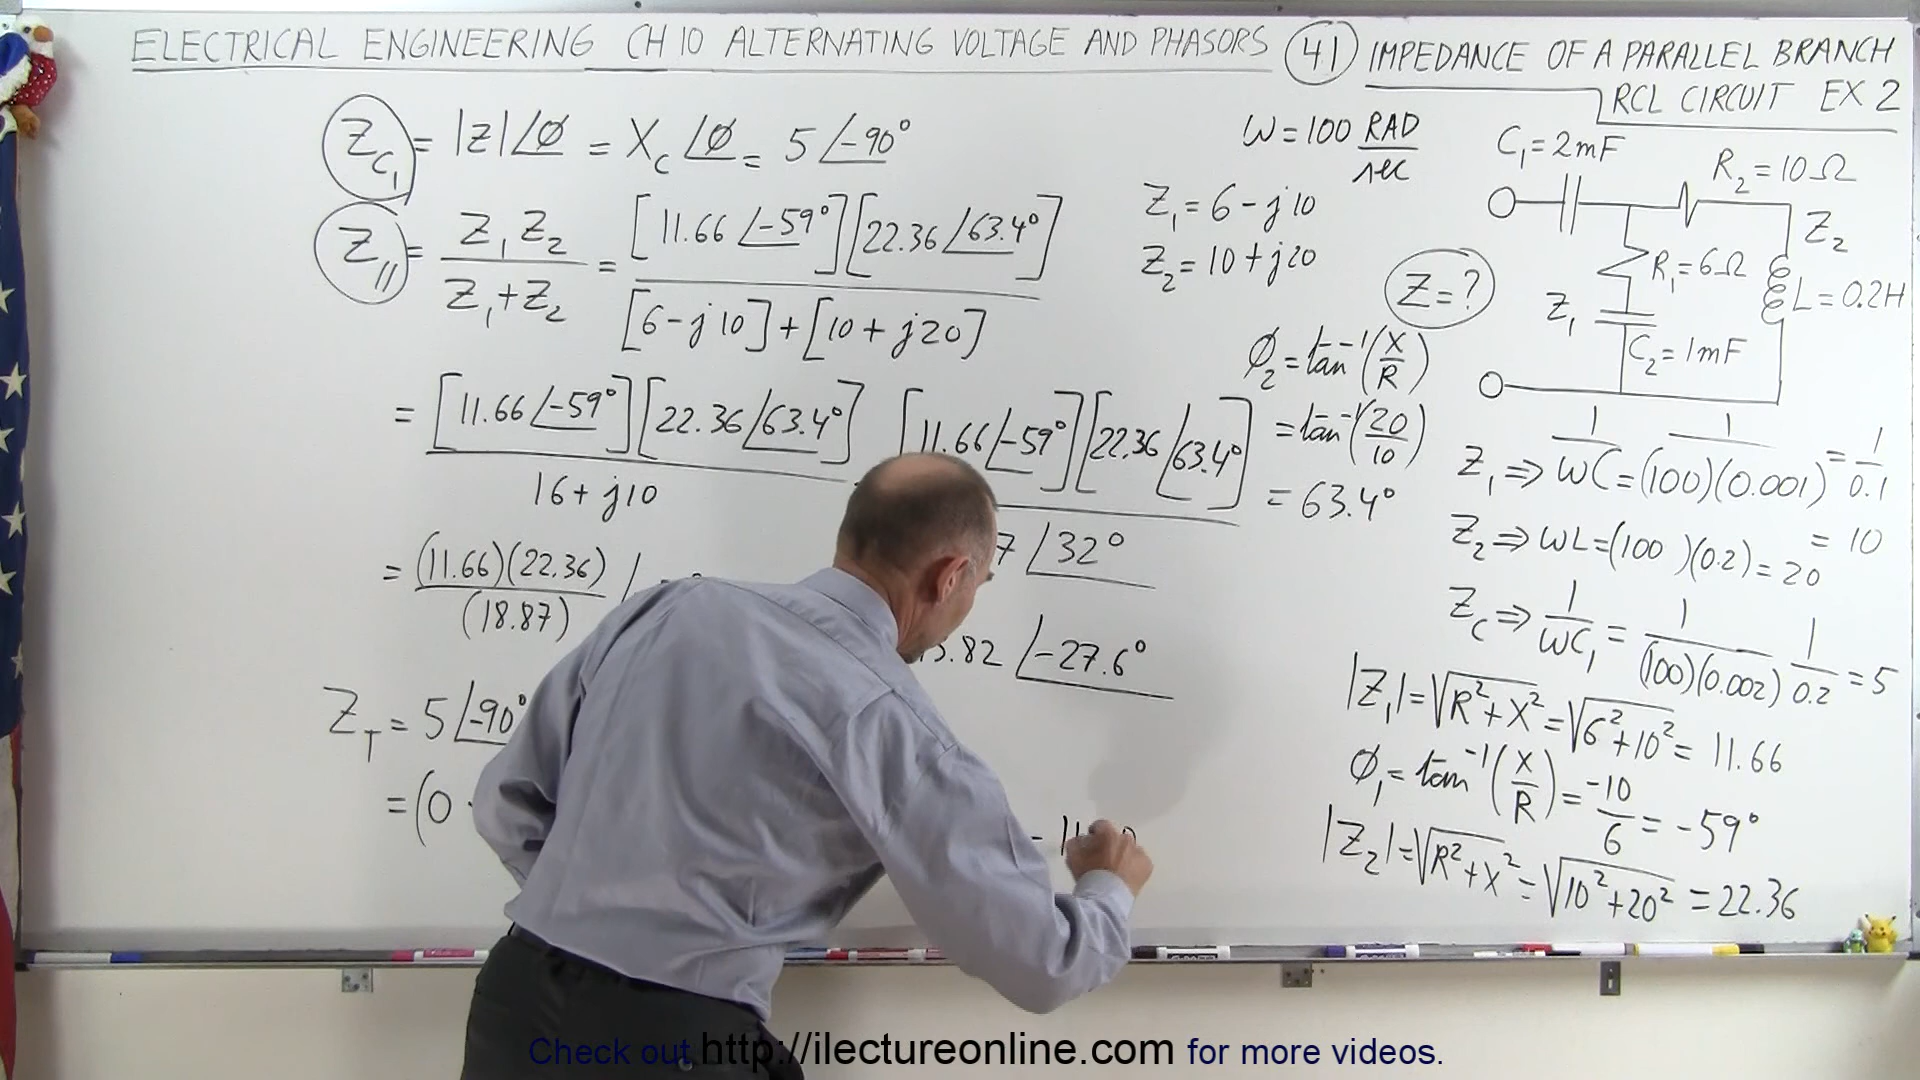 ELECTRICAL ENGINEERING CH 10 ALTERNATING VOLTAGE AND PHASORS (41) IMPEDANCE OF A PARALLEL BRANCH
RCL CIRCUIT EX 2
Z_C₁ = |Z|∠Ø = X_C ∠Ø = 5 ∠-90°
Z_// = Z₁Z₂ / (Z₁+Z₂) = [11.66 ∠-59°][22.36 ∠63.4°] / [6-j10]+[10+j20]
= [11.66 ∠-59°][22.36 ∠63.4°] / 16+j10
[11.66 ∠-59°][22.36 ∠63.4°]
7 ∠32°
= (11.66)(22.36) / (18.87)
.82 ∠-27.6°
Z_T = 5 ∠-90°
= (0
ω = 100 RAD/sec
Z₁ = 6 - j10
Z₂ = 10 + j20
Z = ?
Ø₂ = tan⁻¹(X/R)
= tan⁻¹(20/10)
= 63.4°
C₁ = 2mF
R₂ = 10Ω
Z₂
R₁ = 6Ω
Z₁
L = 0.2H
C₂ = 1mF
Z₁ ⇒ 1/ωC = 1/(100)(0.001) = 1/0.1
= 10
Z₂ ⇒ ωL = (100 )(0.2) = 20
Z_C ⇒ 1/ωC₁ = 1/(100)(0.002) 1/0.2 = 5
|Z₁| = √R²+X² = √6²+10² = 11.66
Ø₁ = tan⁻¹(X/R) = -10/6 = -59°
|Z₂| = √R²+X² = √10²+20² = 22.36
Check out http://ilectureonline.com for more videos.